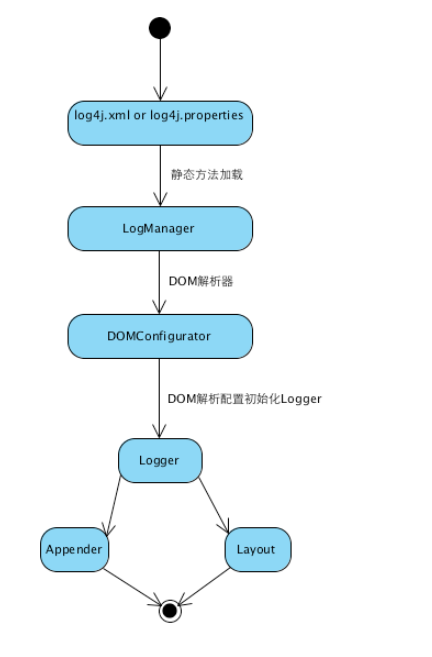 log4j.xml or log4j.properties
静态方法加载
LogManager
DOM解析器
DOMConfigurator
DOM解析配置初始化Logger
Logger
Appender
Layout